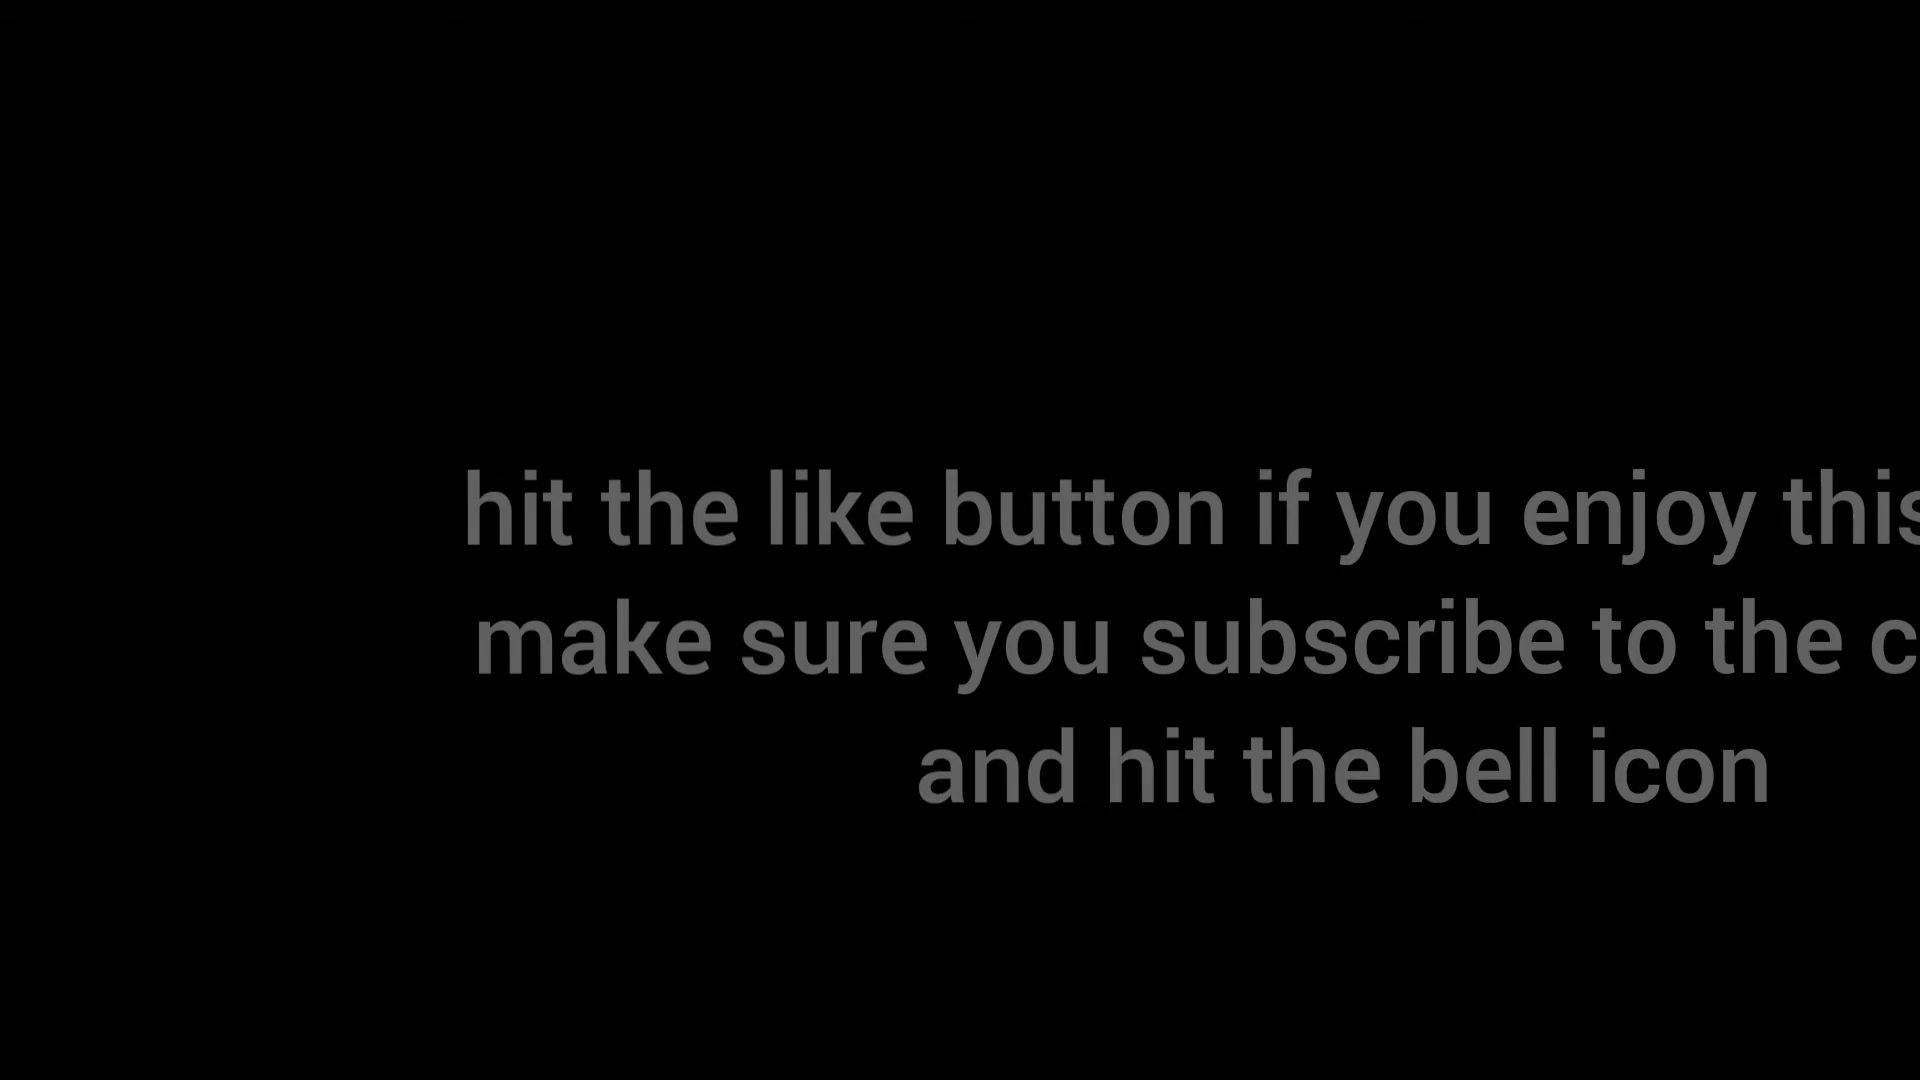 hit the like button if you enjoy this
make sure you subscribe to the c
and hit the bell icon